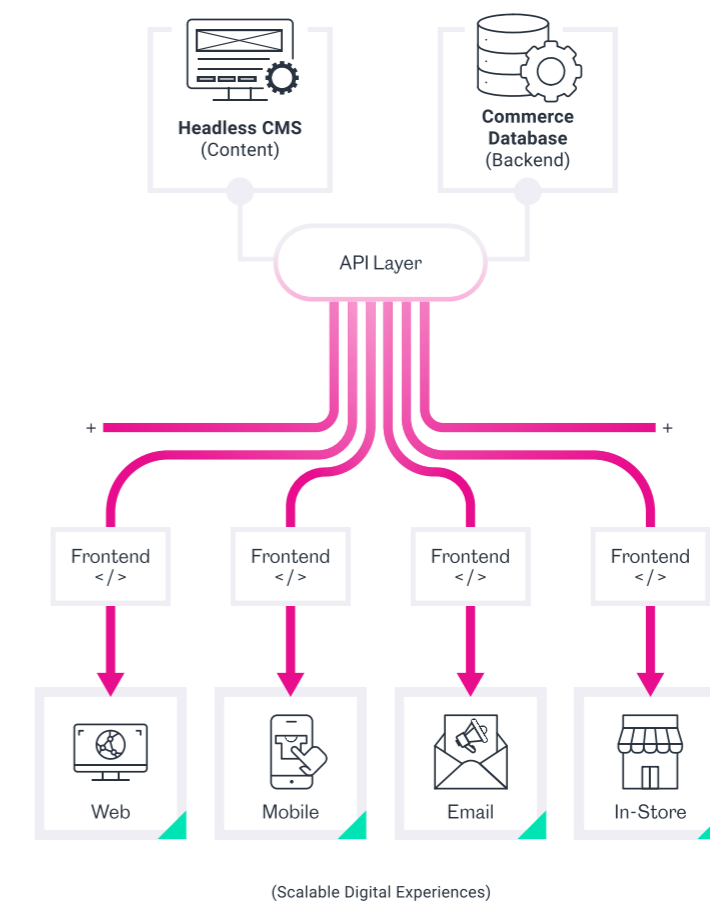 Headless CMS
(Content)
Commerce
Database
(Backend)
API Layer
+
+
Frontend
</>
Frontend
</>
Frontend
</>
Frontend
</>
Web
Mobile
Email
In-Store
(Scalable Digital Experiences)